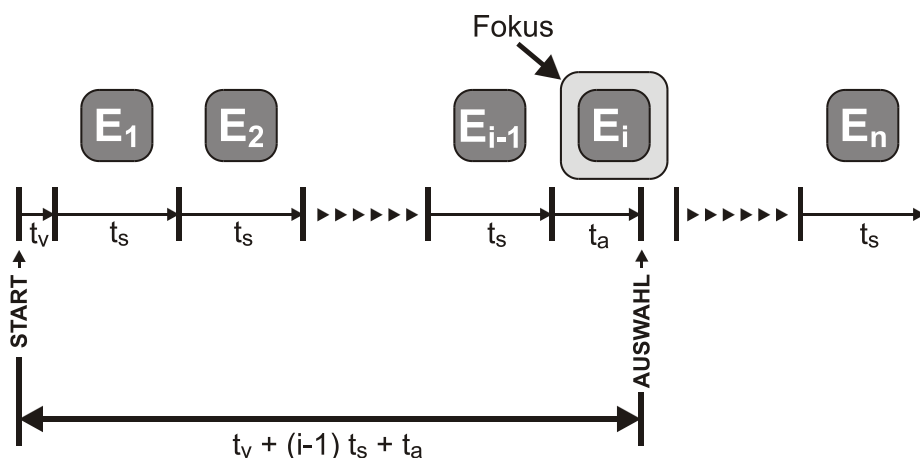 Fokus
E₁ E₂ Eᵢ₋₁ Eᵢ Eₙ
tᵥ tₛ tₛ tₛ tₐ tₛ
START
AUSWAHL
tᵥ + (i-1) tₛ + tₐ